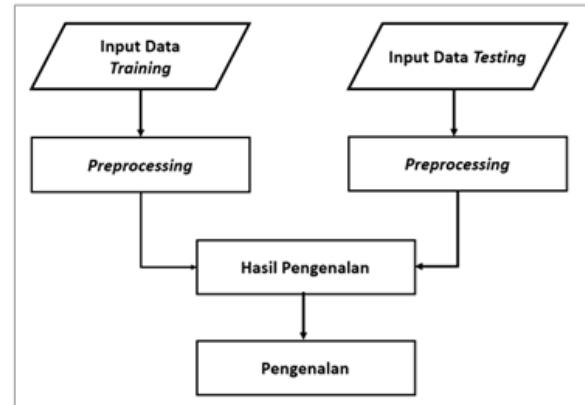 Input Data
Training
Input Data Testing
Preprocessing
Preprocessing
Hasil Pengenalan
Pengenalan